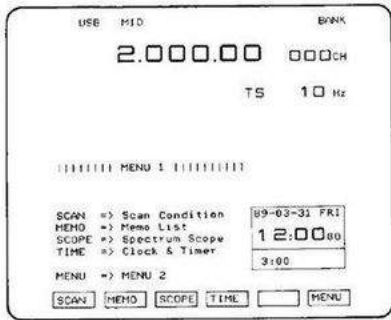 USB MID BANK
2.000.00 000CH
TS 10 Hz
|||||||| MENU 1 ||||||||||
SCAN => Scan Condition
MEMO => Memo List
SCOPE => Spectrum Scope
TIME => Clock & Timer
MENU => MENU 2
89-03-31 FRI
12:00 00
3:00
SCAN MEMO SCOPE TIME MENU